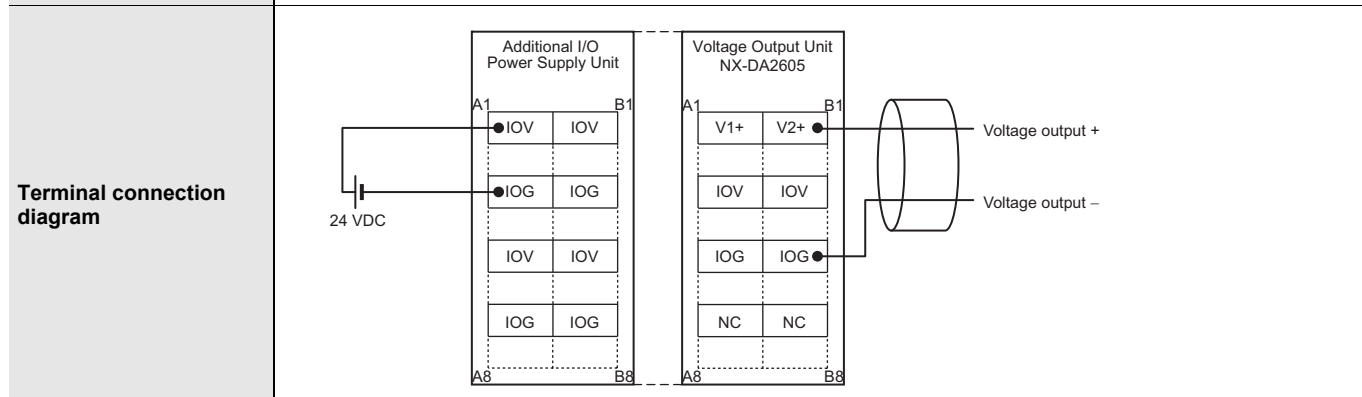 Terminal connection
diagram
24 VDC
Additional I/O
Power Supply Unit
A1 B1
IOV IOV
IOG IOG
IOV IOV
IOG IOG
A8 B8
Voltage Output Unit
NX-DA2605
A1 B1
V1+ V2+
IOV IOV
IOG IOG
NC NC
A8 B8
Voltage output +
Voltage output −